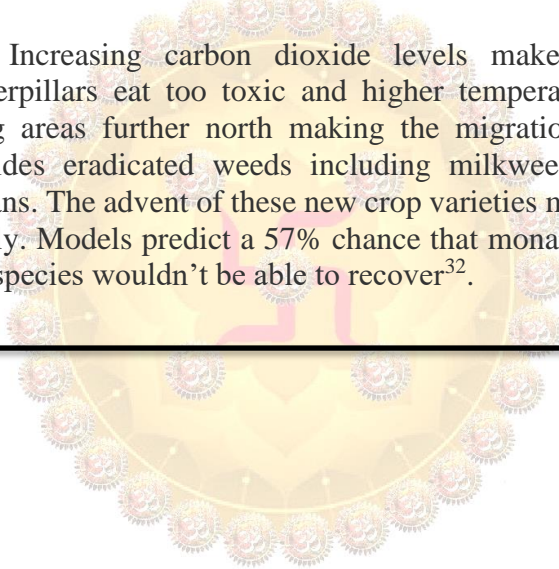 Increasing carbon dioxide levels make
erpillars eat too toxic and higher tempera
g areas further north making the migratio
ides eradicated weeds including milkwee
ns. The advent of these new crop varieties n
ly. Models predict a 57% chance that mona
species wouldn’t be able to recover³².